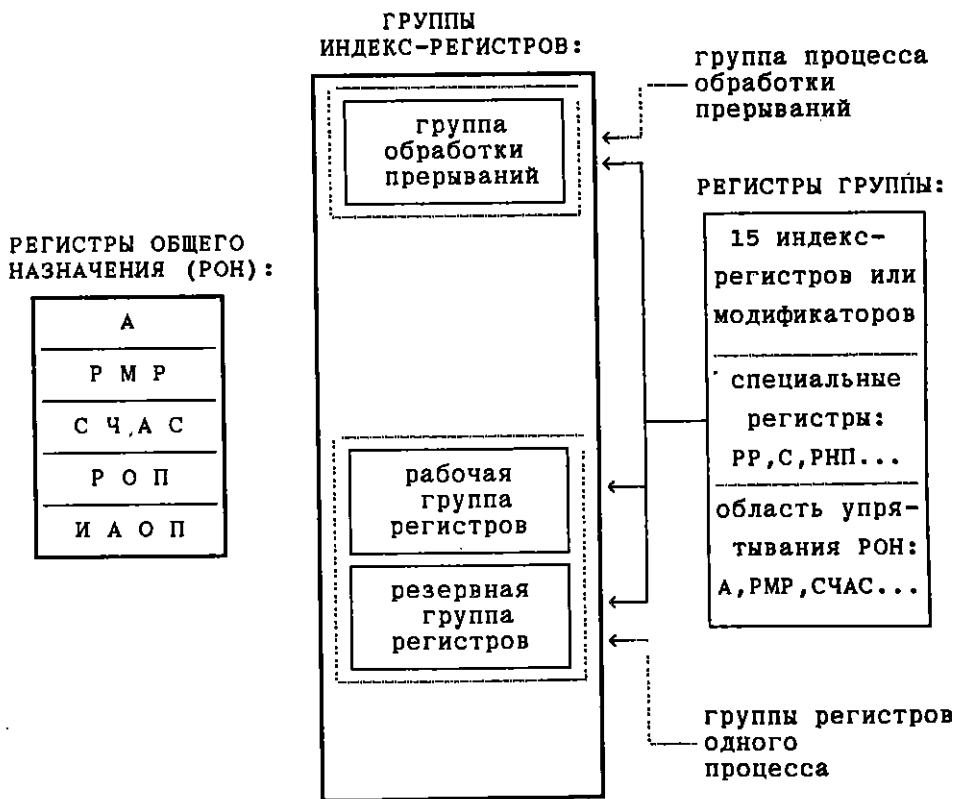 ГРУППЫ
ИНДЕКС-РЕГИСТРОВ:
группа процесса
обработки
прерываний
группа
обработки
прерываний
РЕГИСТРЫ ГРУППЫ:
15 индекс-
регистров или
модификаторов
специальные
регистры:
РР,С,РНП...
область упря-
тывания РОН:
А,РМР,СЧАС...
РЕГИСТРЫ ОБЩЕГО
НАЗНАЧЕНИЯ (РОН):
А
Р М Р
С Ч,А С
Р О П
И А О П
рабочая
группа
регистров
резервная
группа
регистров
группы регистров
одного
процесса